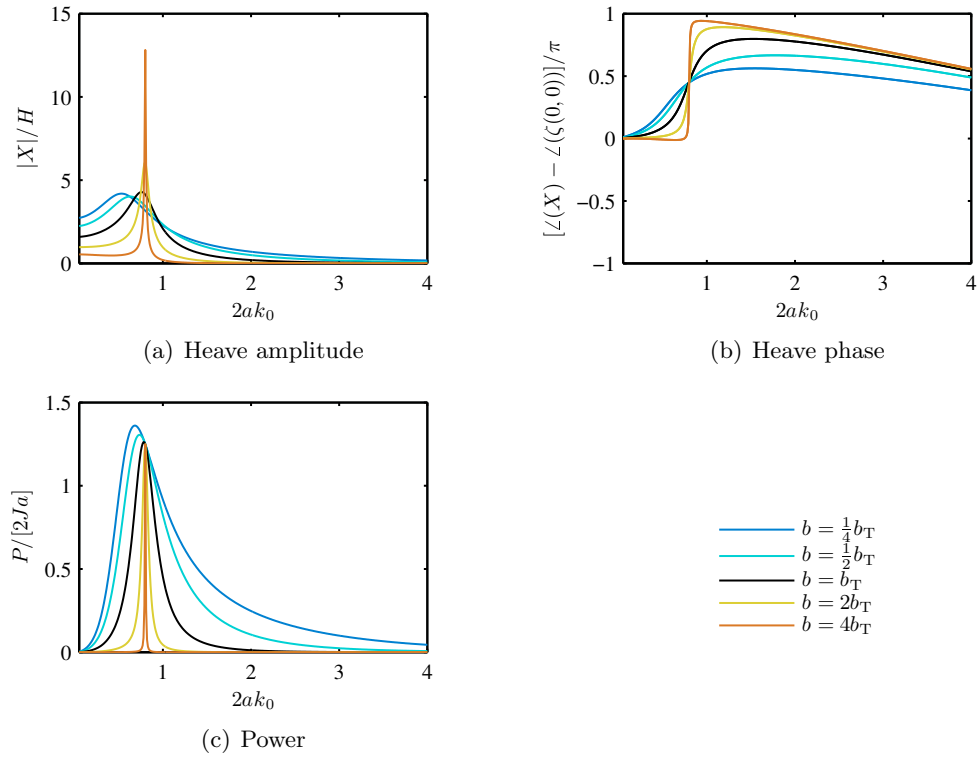 |X|/H
15
10
5
0
1
2
3
4
2ak₀
(a) Heave amplitude
[∠(X) − ∠(ζ(0, 0))]/π
1
0.5
0
−0.5
−1
1
2
3
4
2ak₀
(b) Heave phase
P/[2Ja]
1.5
1
0.5
0
1
2
3
4
2ak₀
(c) Power
b = ¼b_T
b = ½b_T
b = b_T
b = 2b_T
b = 4b_T